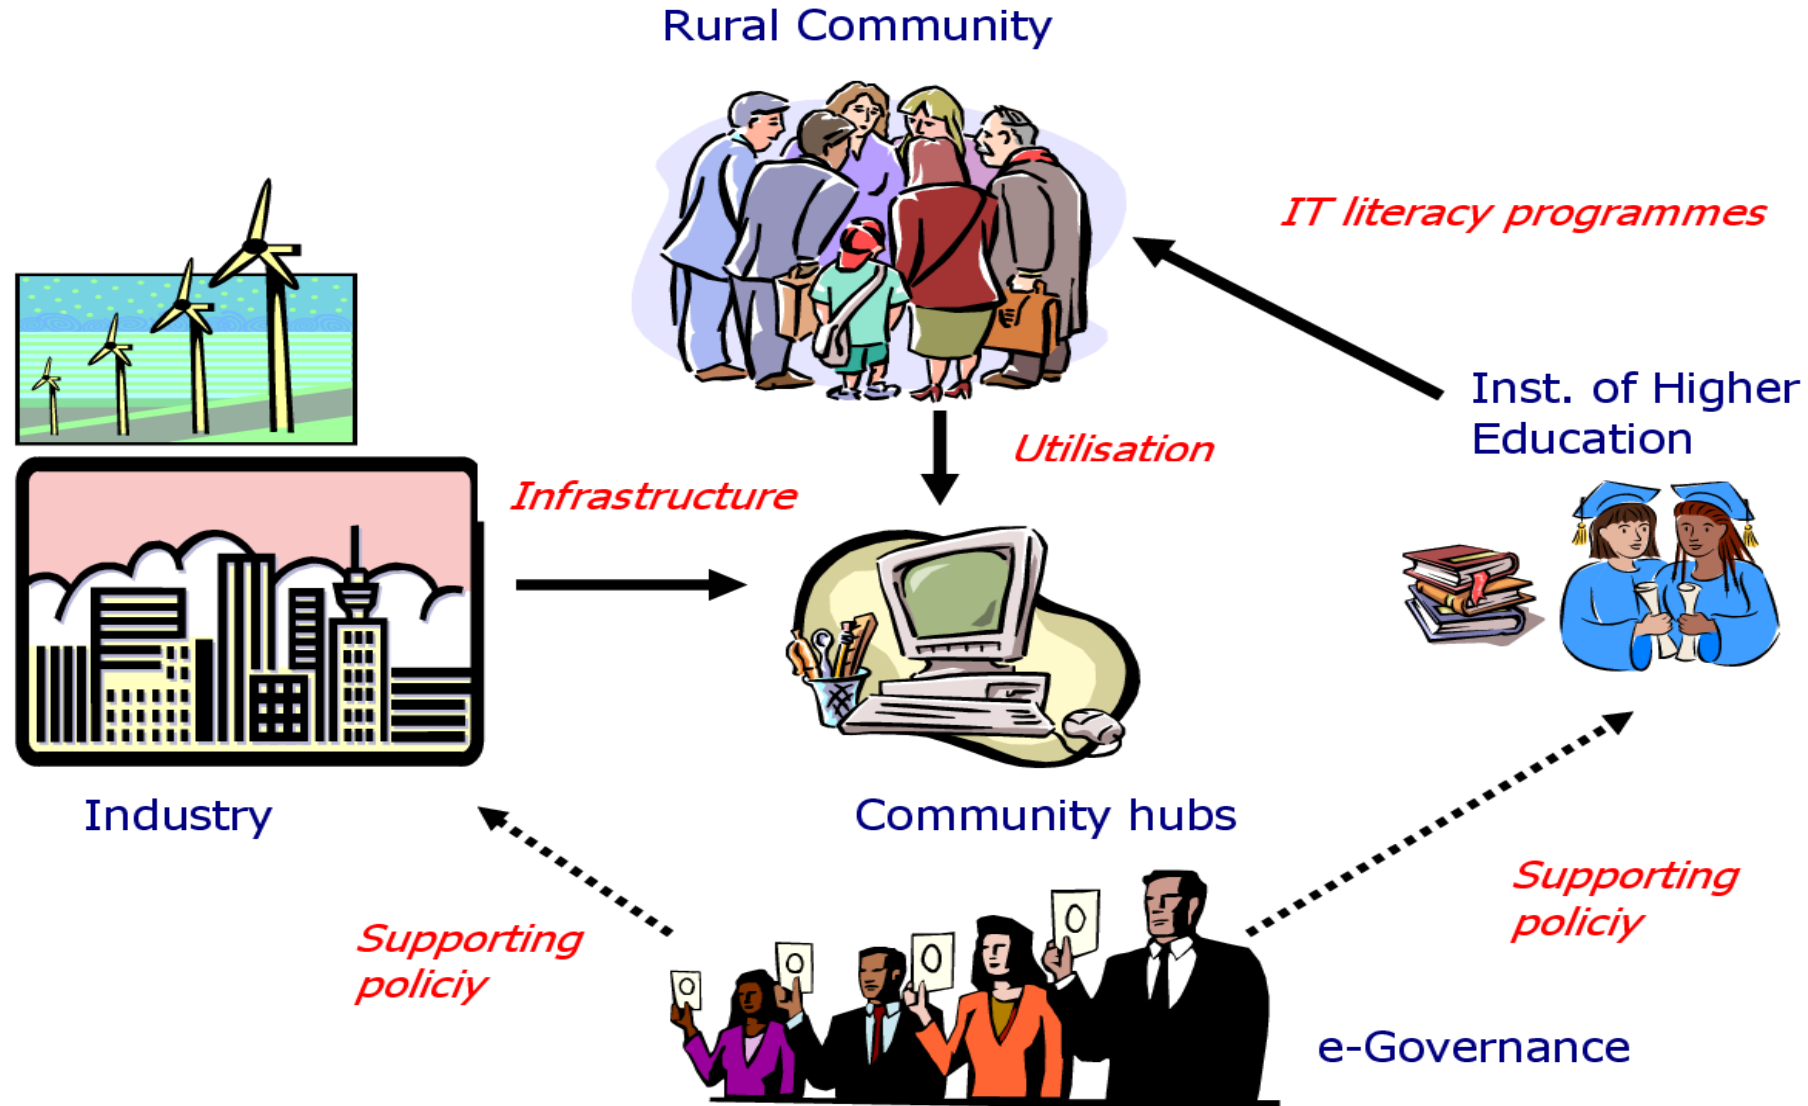 Rural Community
IT literacy programmes
Inst. of Higher
Education
Utilisation
Infrastructure
Industry
Community hubs
Supporting
policiy
Supporting
policiy
e-Governance